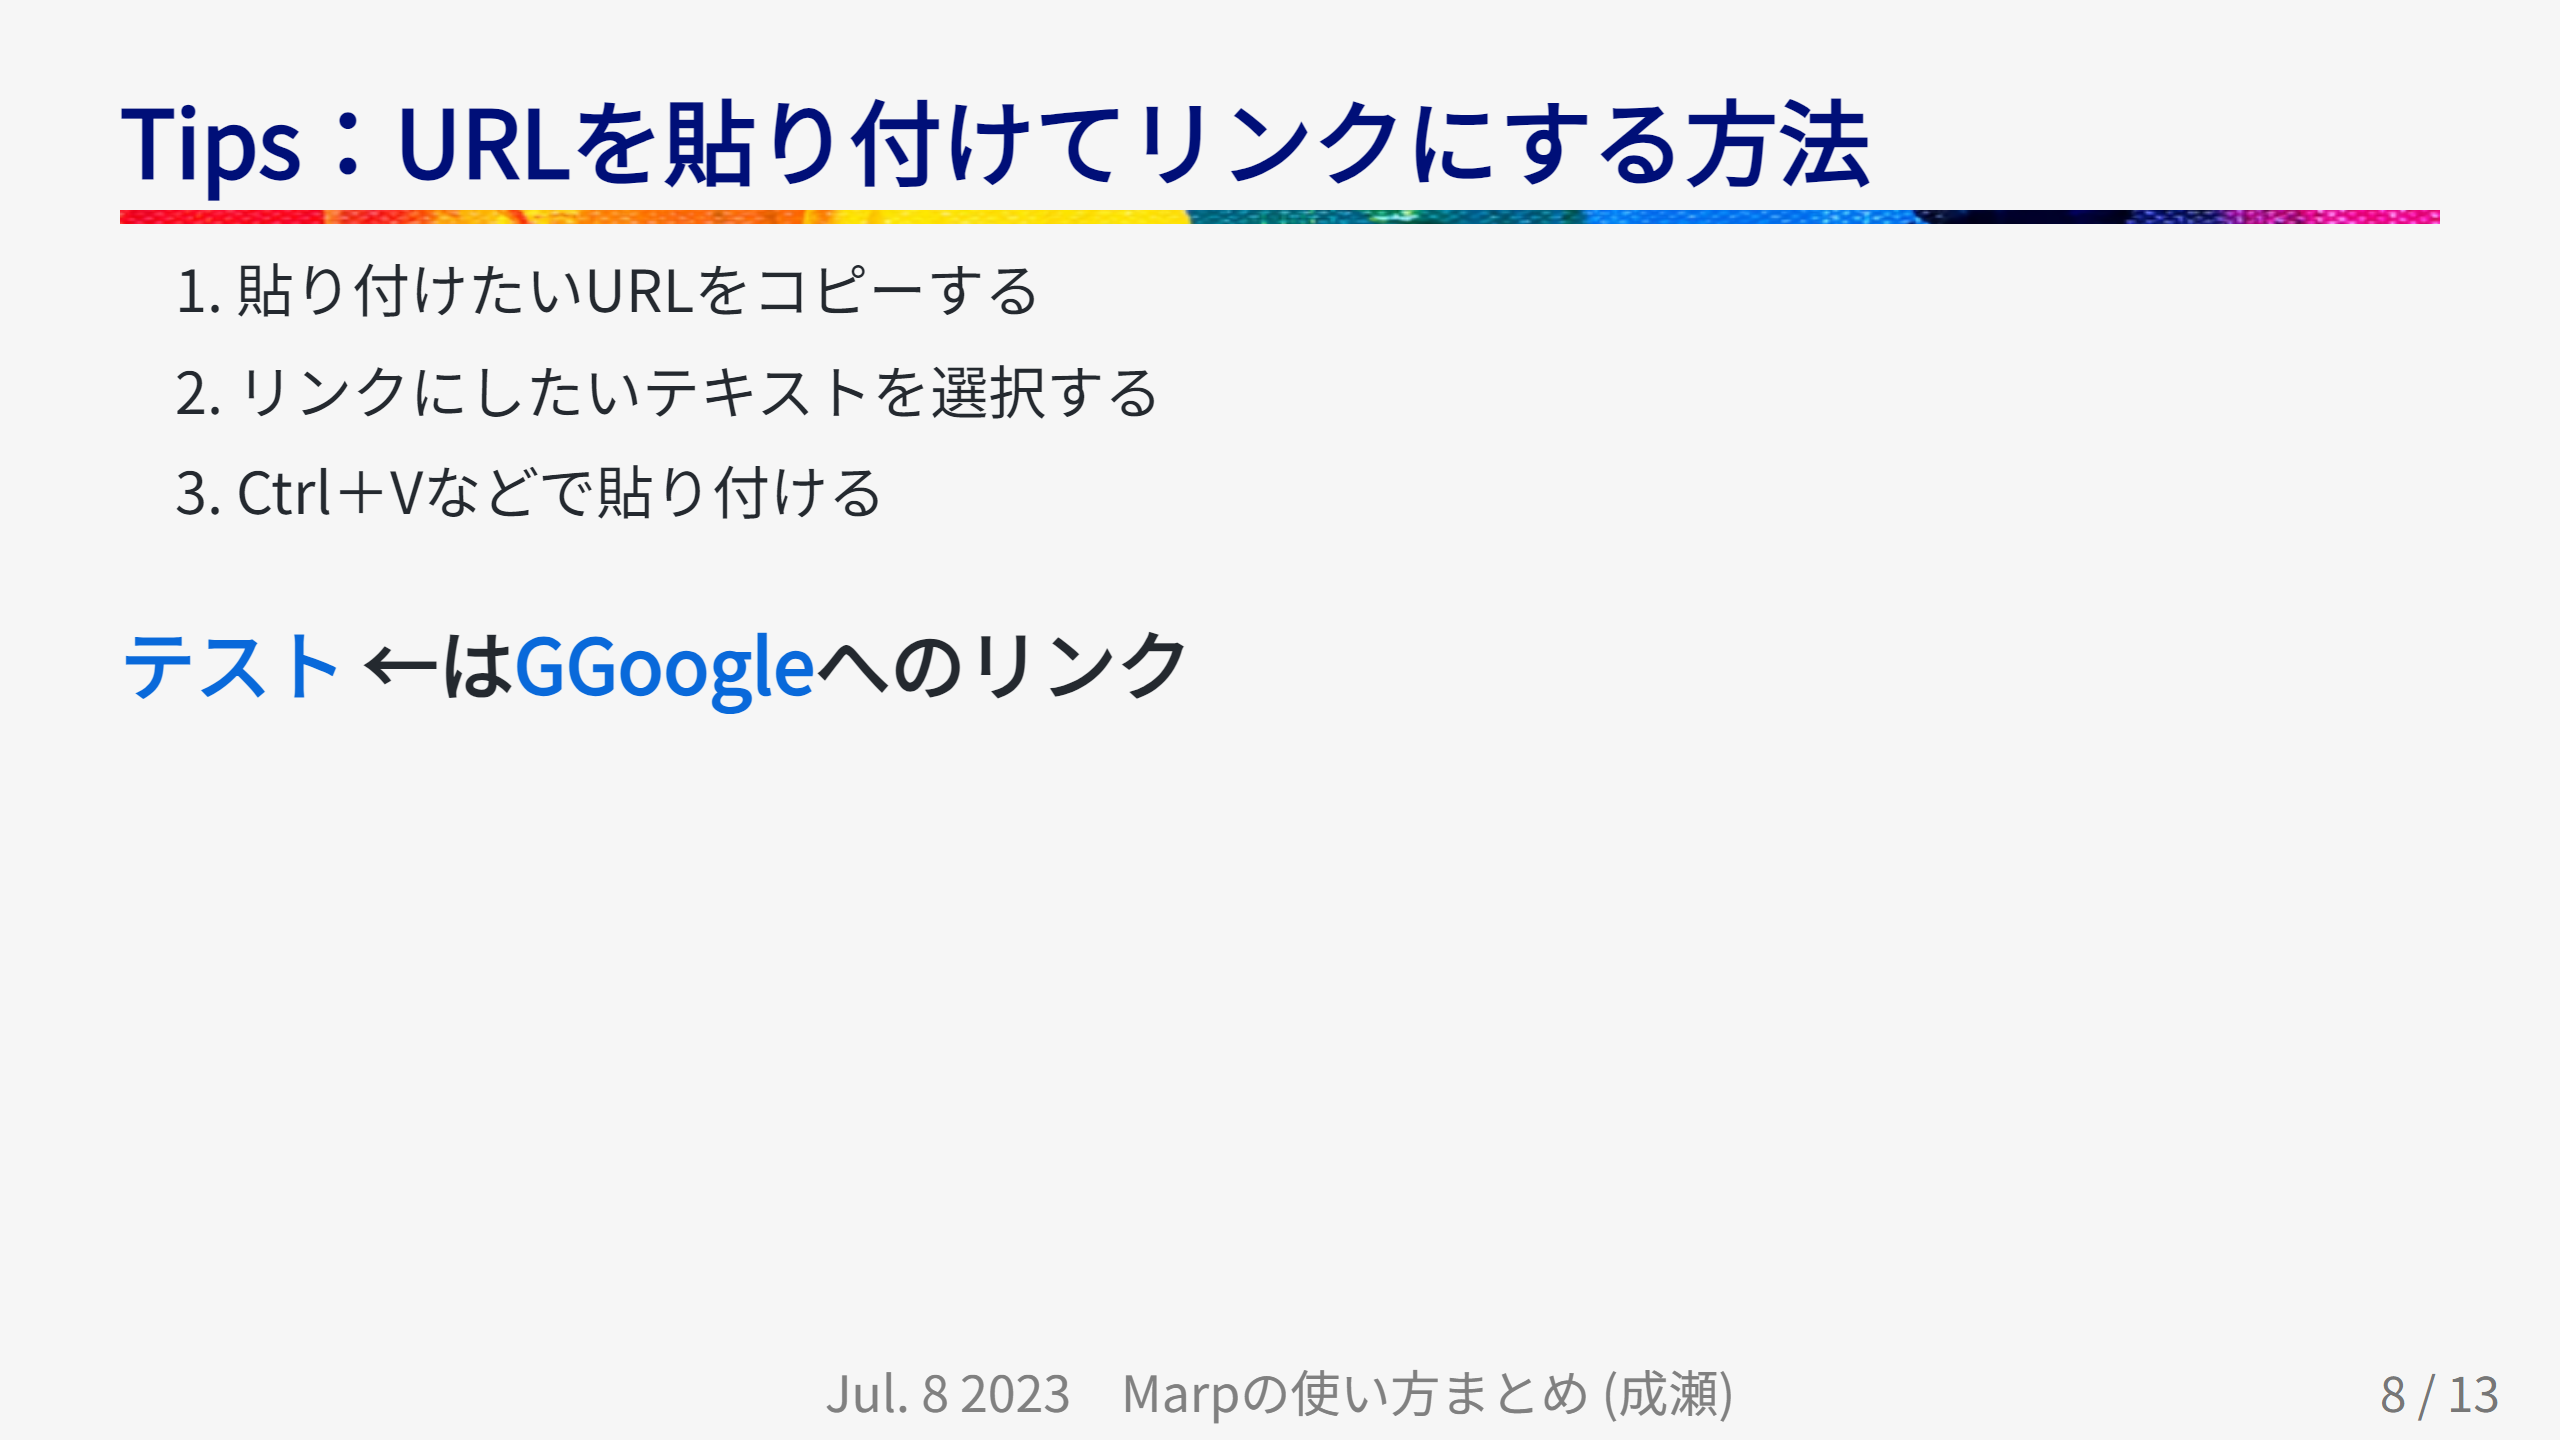 Tips：URLを貼り付けてリンクにする方法
1. 貼り付けたいURLをコピーする
2. リンクにしたいテキストを選択する
3. Ctrl＋Vなどで貼り付ける
テスト ←はGGoogleへのリンク
Jul. 8 2023　Marpの使い方まとめ (成瀬)
8 / 13